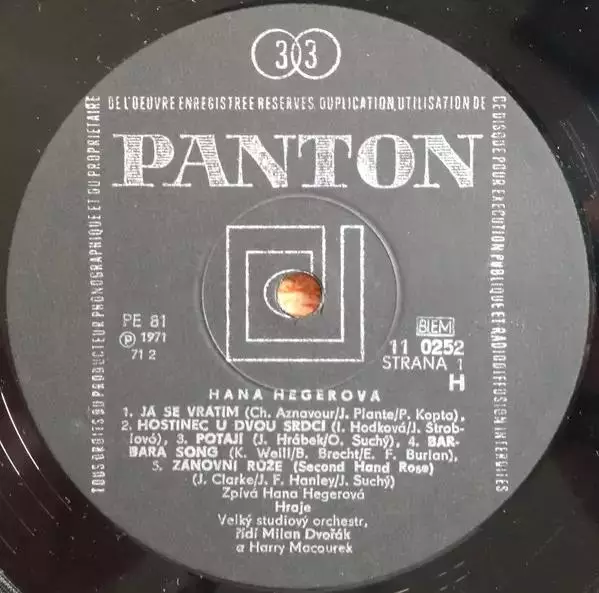 33
DE L'OEUVRE ENREGISTREE RESERVES. DUPLICATION, UTILISATION DE
CE DISQUE POUR EXECUTION PUBLIQUE ET RADIODIFFUSION INTERDITES
TOUS DROITS DU PRODUCTEUR PHONOGRAPHIQUE ET DU PROPRIETAIRE
PANTON
PE 81
℗ 1971
71 2
BIEM
11 0252
STRANA 1
H
HANA HEGEROVÁ
1. JÁ SE VRÁTÍM (Ch. Aznavour/J. Plante/P. Kopta),
2. HOSTINEC U DVOU SRDCÍ (I. Hodková/J. Štrob-
lová), 3. POTAJÍ (J. Hrábek/O. Suchý), 4. BAR-
BARA SONG (K. Weill/B. Brecht/E. F. Burian),
5. ZÁNOVNÍ RŮŽE (Second Hand Rose)
(J. Clarke/J. F. Hanley/J. Suchý)
Zpívá Hana Hegerová
Hraje
Velký studiový orchestr,
řídí Milan Dvořák
a Harry Macourek